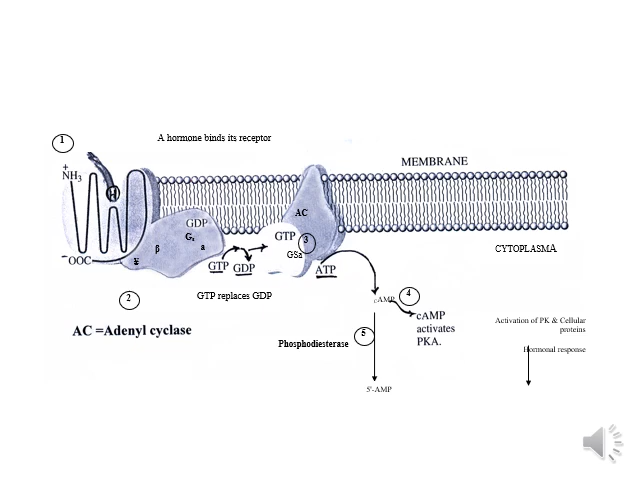 1
A hormone binds its receptor
MEMBRANE
+
NH3
H
AC
GDP
Gs
β
a
GTP
3
GSa
CYTOPLASMA
−OOC
γ
GTP GDP
ATP
2
GTP replaces GDP
cAMP
4
cAMP
activates
PKA.
Activation of PK & Cellular
proteins
AC =Adenyl cyclase
5
Phosphodiesterase
Hormonal response
5'-AMP